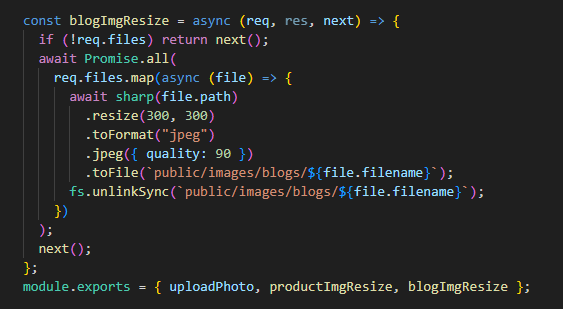 const blogImgResize = async (req, res, next) => {
  if (!req.files) return next();
  await Promise.all(
    req.files.map(async (file) => {
      await sharp(file.path)
        .resize(300, 300)
        .toFormat("jpeg")
        .jpeg({ quality: 90 })
        .toFile(`public/images/blogs/${file.filename}`);
      fs.unlinkSync(`public/images/blogs/${file.filename}`);
    })
  );
  next();
};
module.exports = { uploadPhoto, productImgResize, blogImgResize };